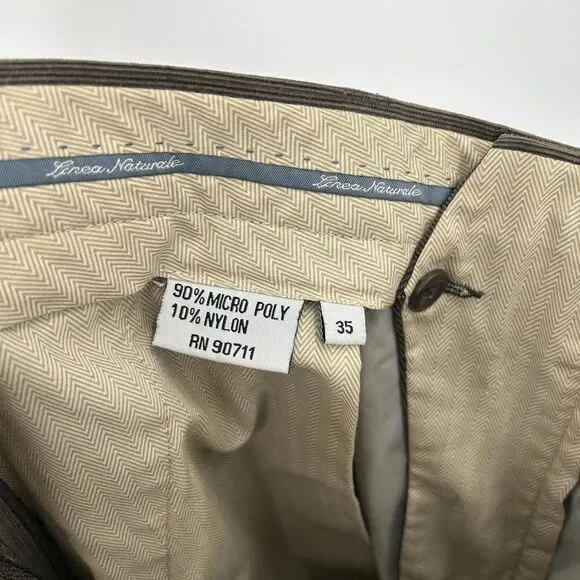 Linea Naturale
Linea Naturale
90% MICRO POLY
10% NYLON
RN 90711
35